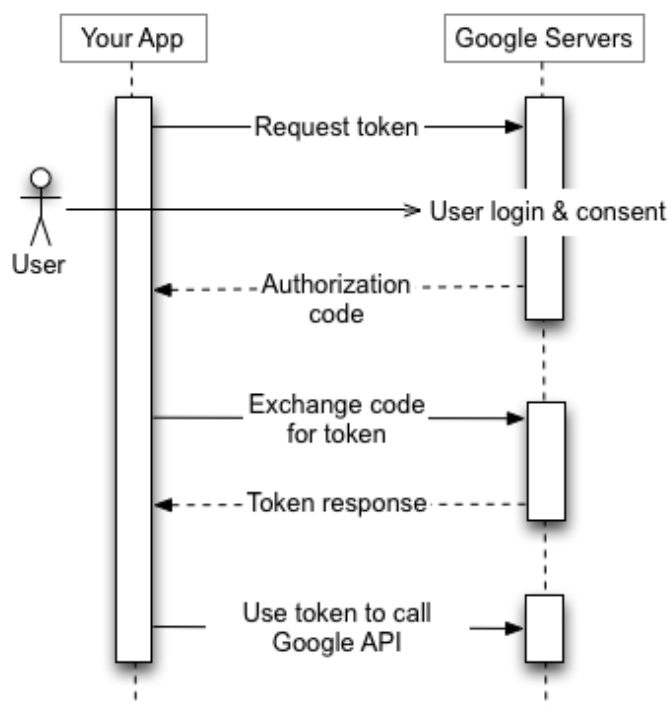 Your App
Google Servers
Request token
User login & consent
User
Authorization
code
Exchange code
for token
Token response
Use token to call
Google API